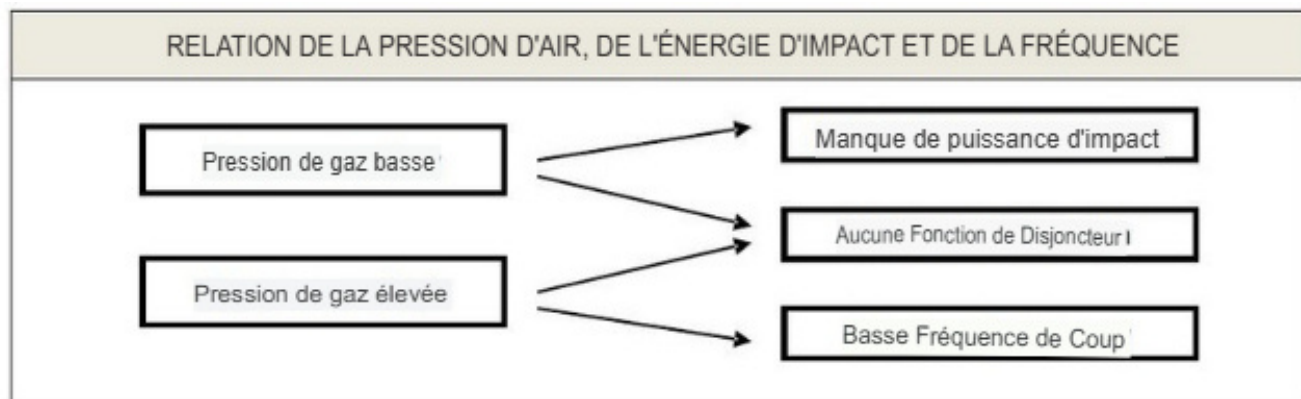 RELATION DE LA PRESSION D'AIR, DE L'ÉNERGIE D'IMPACT ET DE LA FRÉQUENCE
Pression de gaz basse
Manque de puissance d'impact
Aucune Fonction de Disjoncteur
Pression de gaz élevée
Basse Fréquence de Coup